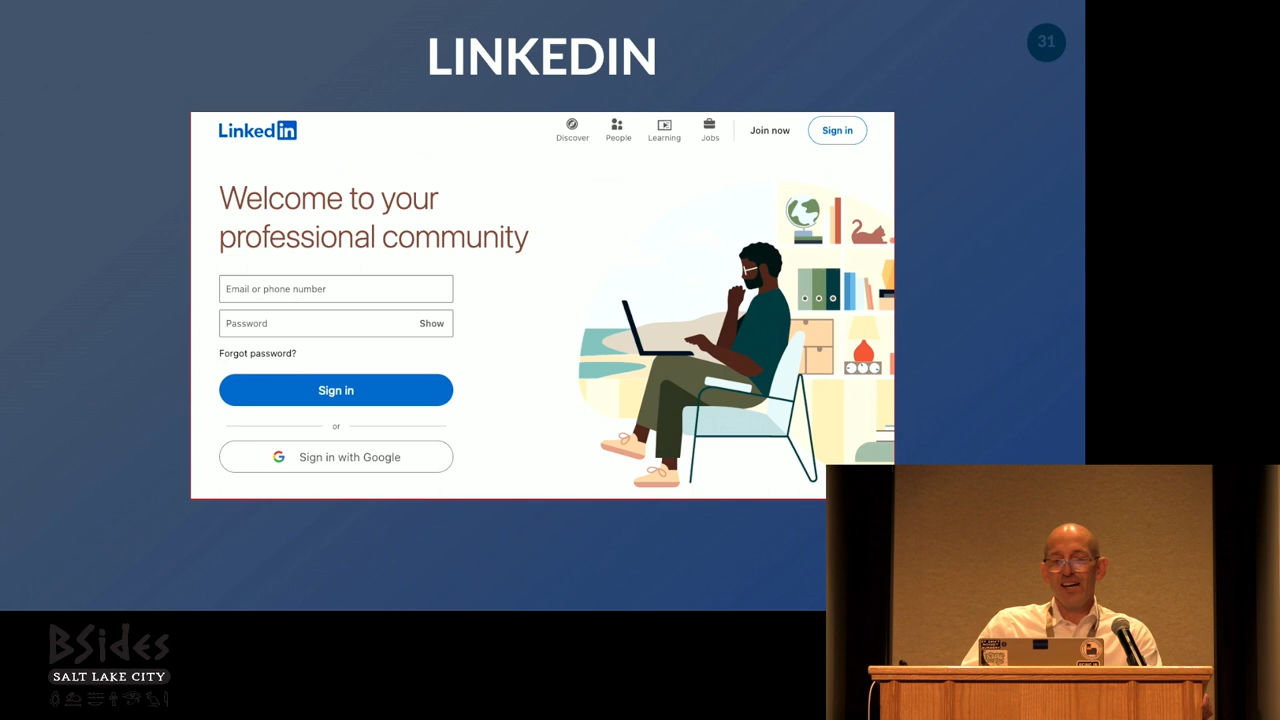 LINKEDIN
31
Linkedin
Discover
People
Learning
Jobs
Join now
Sign in
Welcome to your
professional community
Email or phone number
Password
Show
Forgot password?
Sign in
or
G
Sign in with Google
BSides
SALT LAKE CITY